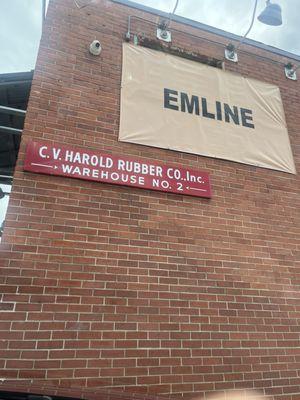 EMLINE
C.V. HAROLD RUBBER CO., Inc.
WAREHOUSE NO. 2